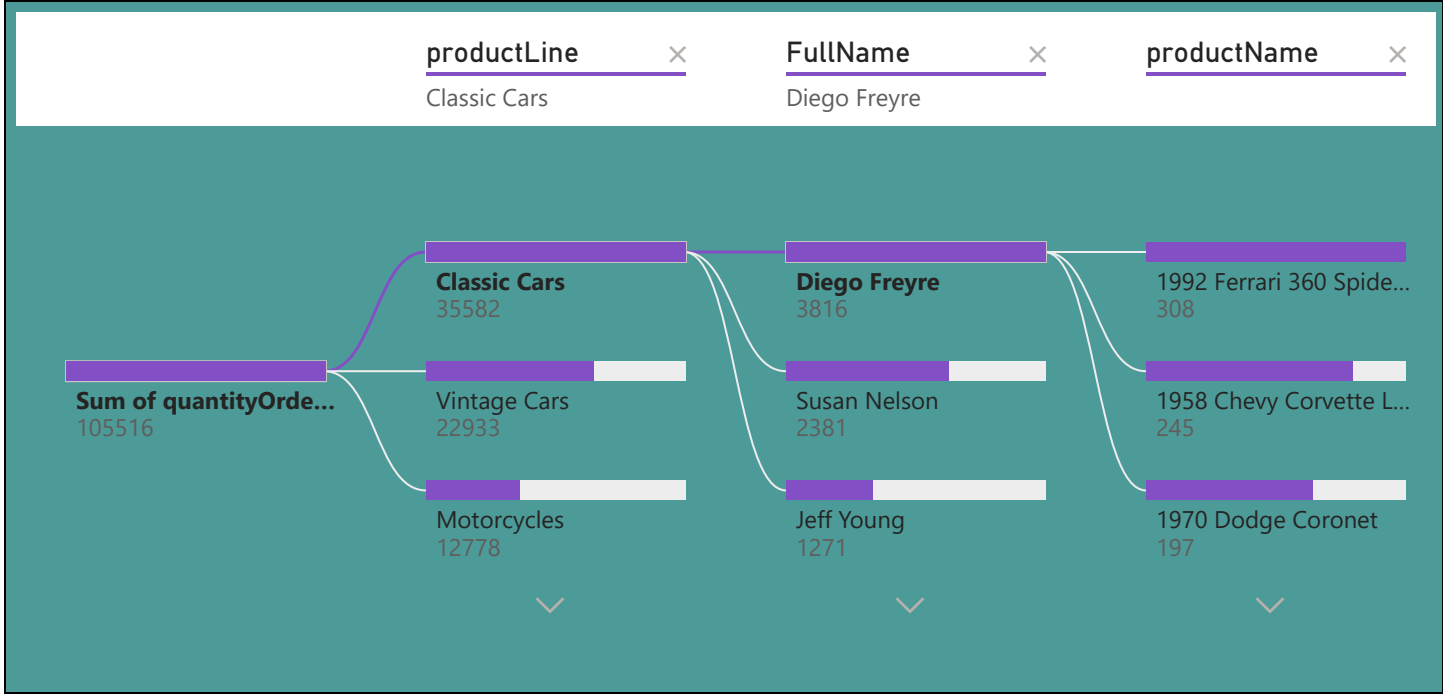 productLine
FullName
productName
Classic Cars
Diego Freyre
Sum of quantityOrde...
105516
Classic Cars
35582
Vintage Cars
22933
Motorcycles
12778
Diego Freyre
3816
Susan Nelson
2381
Jeff Young
1271
1992 Ferrari 360 Spide...
308
1958 Chevy Corvette L...
245
1970 Dodge Coronet
197